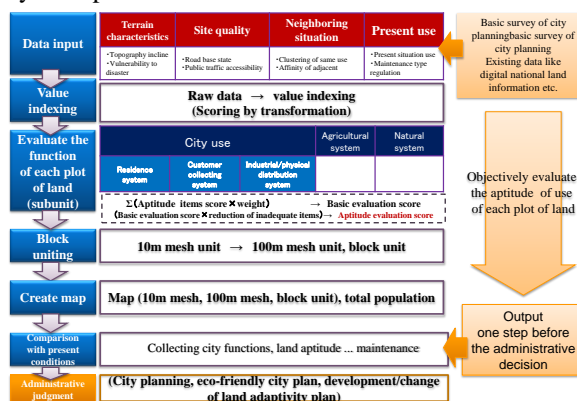 Data input
Terrain
characteristics
Site quality
Neighboring
situation
Present use
・Topography incline
・Vulnerability to
disaster
・Road base state
・Public traffic accessibility
・Clustering of same use
・Affinity of adjacent
・Present situation use
・Maintenance type
regulation
Basic survey of city
planningbasic survey of
city planning
Existing data like
digital national land
information etc.
Value
indexing
Raw data → value indexing
(Scoring by transformation)
Evaluate the
function
of each plot
of land
(subunit)
City use
Agricultural
system
Natural
system
Residence
system
Customer
collecting
system
Industrial/physical
distribution
system
Σ(Aptitude items score×weight) → Basic evaluation score
(Basic evaluation score×reduction of inadequate items)→ Aptitude evaluation score
Objectively evaluate
the aptitude of use
of each plot of land
Block
uniting
10m mesh unit → 100m mesh unit, block unit
Create map
Map (10m mesh, 100m mesh, block unit), total population
Comparison
with present
conditions
Collecting city functions, land aptitude ... maintenance
Output
one step before
the administrative
decision
Administrative
judgment
(City planning, eco-friendly city plan, development/change
of land adaptivity plan)